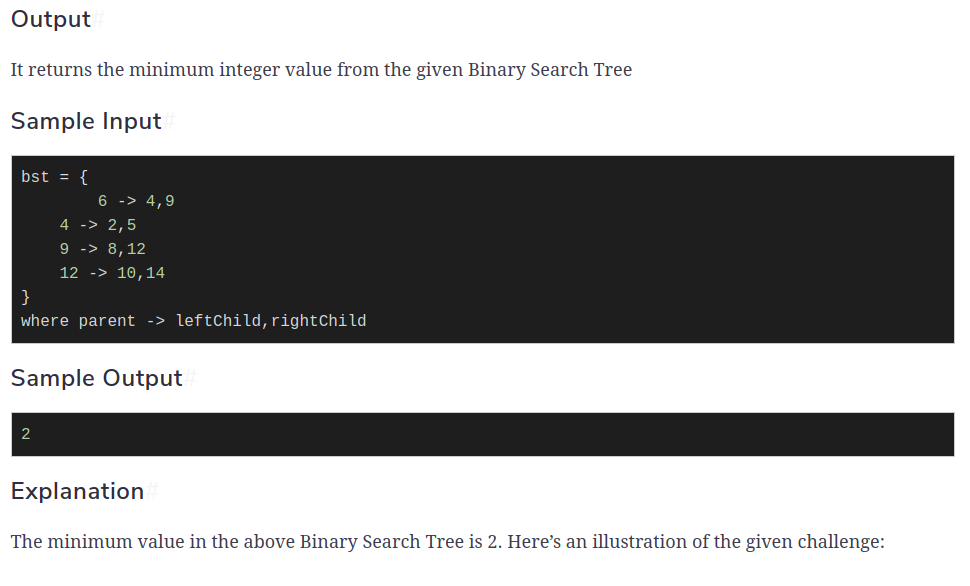 Output#
It returns the minimum integer value from the given Binary Search Tree
Sample Input#
bst = {
        6 -> 4,9
    4 -> 2,5
    9 -> 8,12
    12 -> 10,14
}
where parent -> leftChild,rightChild
Sample Output#
2
Explanation#
The minimum value in the above Binary Search Tree is 2. Here’s an illustration of the given challenge: